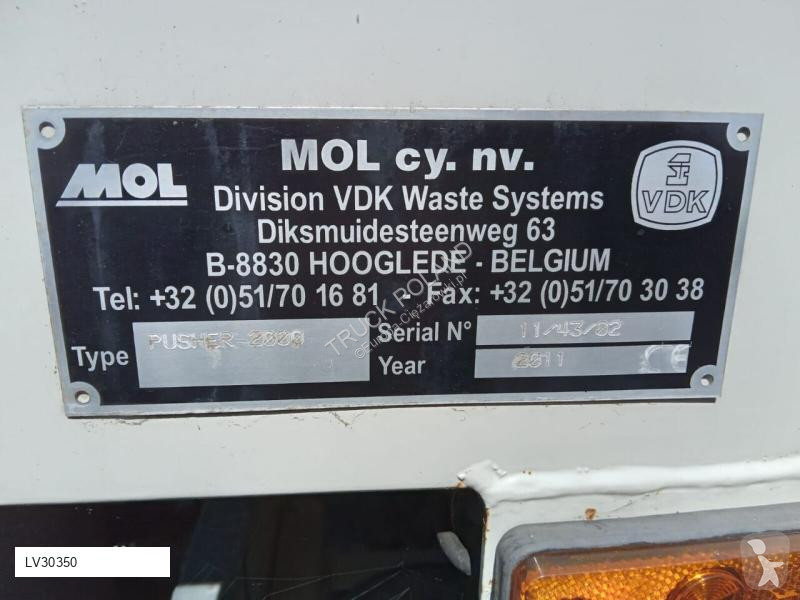 MOL
MOL cy. nv.
VDK
Division VDK Waste Systems
Diksmuidesteenweg 63
B-8830 HOOGLEDE - BELGIUM
Tel: +32 (0)51/70 16 81 - Fax: +32 (0)51/70 30 38
Type PUSHER-2000 Serial N° 11/43/02
Year 2011
TRUCK ROLAND
LV30350